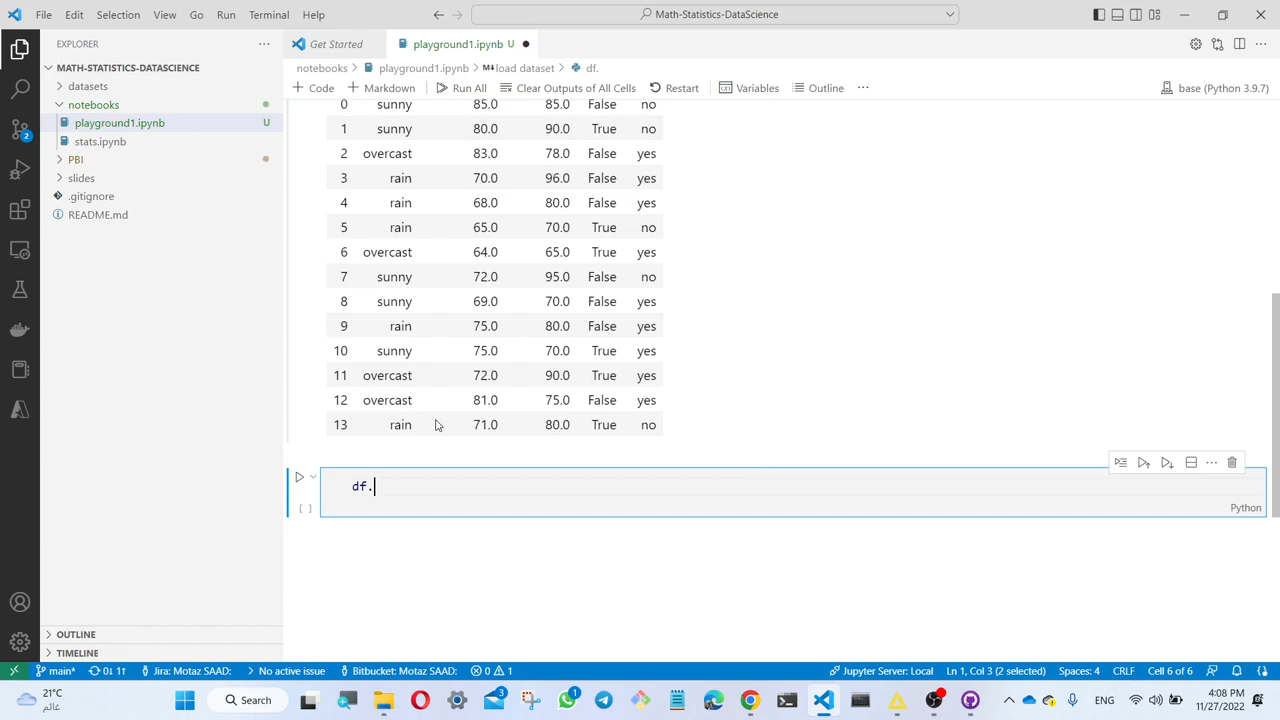 File Edit Selection View Go Run Terminal Help
Math-Statistics-DataScience
EXPLORER
Get Started
playground1.ipynb U
MATH-STATISTICS-DATASCIENCE
notebooks > playground1.ipynb > M↓load dataset > df.
datasets
+ Code + Markdown Run All Clear Outputs of All Cells Restart Variables Outline base (Python 3.9.7)
notebooks
playground1.ipynb U
stats.ipynb
PBI
slides
.gitignore
README.md
0 sunny 85.0 85.0 False no
1 sunny 80.0 90.0 True no
2 overcast 83.0 78.0 False yes
3 rain 70.0 96.0 False yes
4 rain 68.0 80.0 False yes
5 rain 65.0 70.0 True no
6 overcast 64.0 65.0 True yes
7 sunny 72.0 95.0 False no
8 sunny 69.0 70.0 False yes
9 rain 75.0 80.0 False yes
10 sunny 75.0 70.0 True yes
11 overcast 72.0 90.0 True yes
12 overcast 81.0 75.0 False yes
13 rain 71.0 80.0 True no
df.
[ ]
Python
OUTLINE
TIMELINE
main* 0↓ 1↑ Jira: Motaz SAAD: No active issue Bitbucket: Motaz SAAD: 0 1 Jupyter Server: Local Ln 1, Col 3 (2 selected) Spaces: 4 CRLF Cell 6 of 6
21°C
غائم
Search
3
1
ENG
4:08 PM
11/27/2022
2